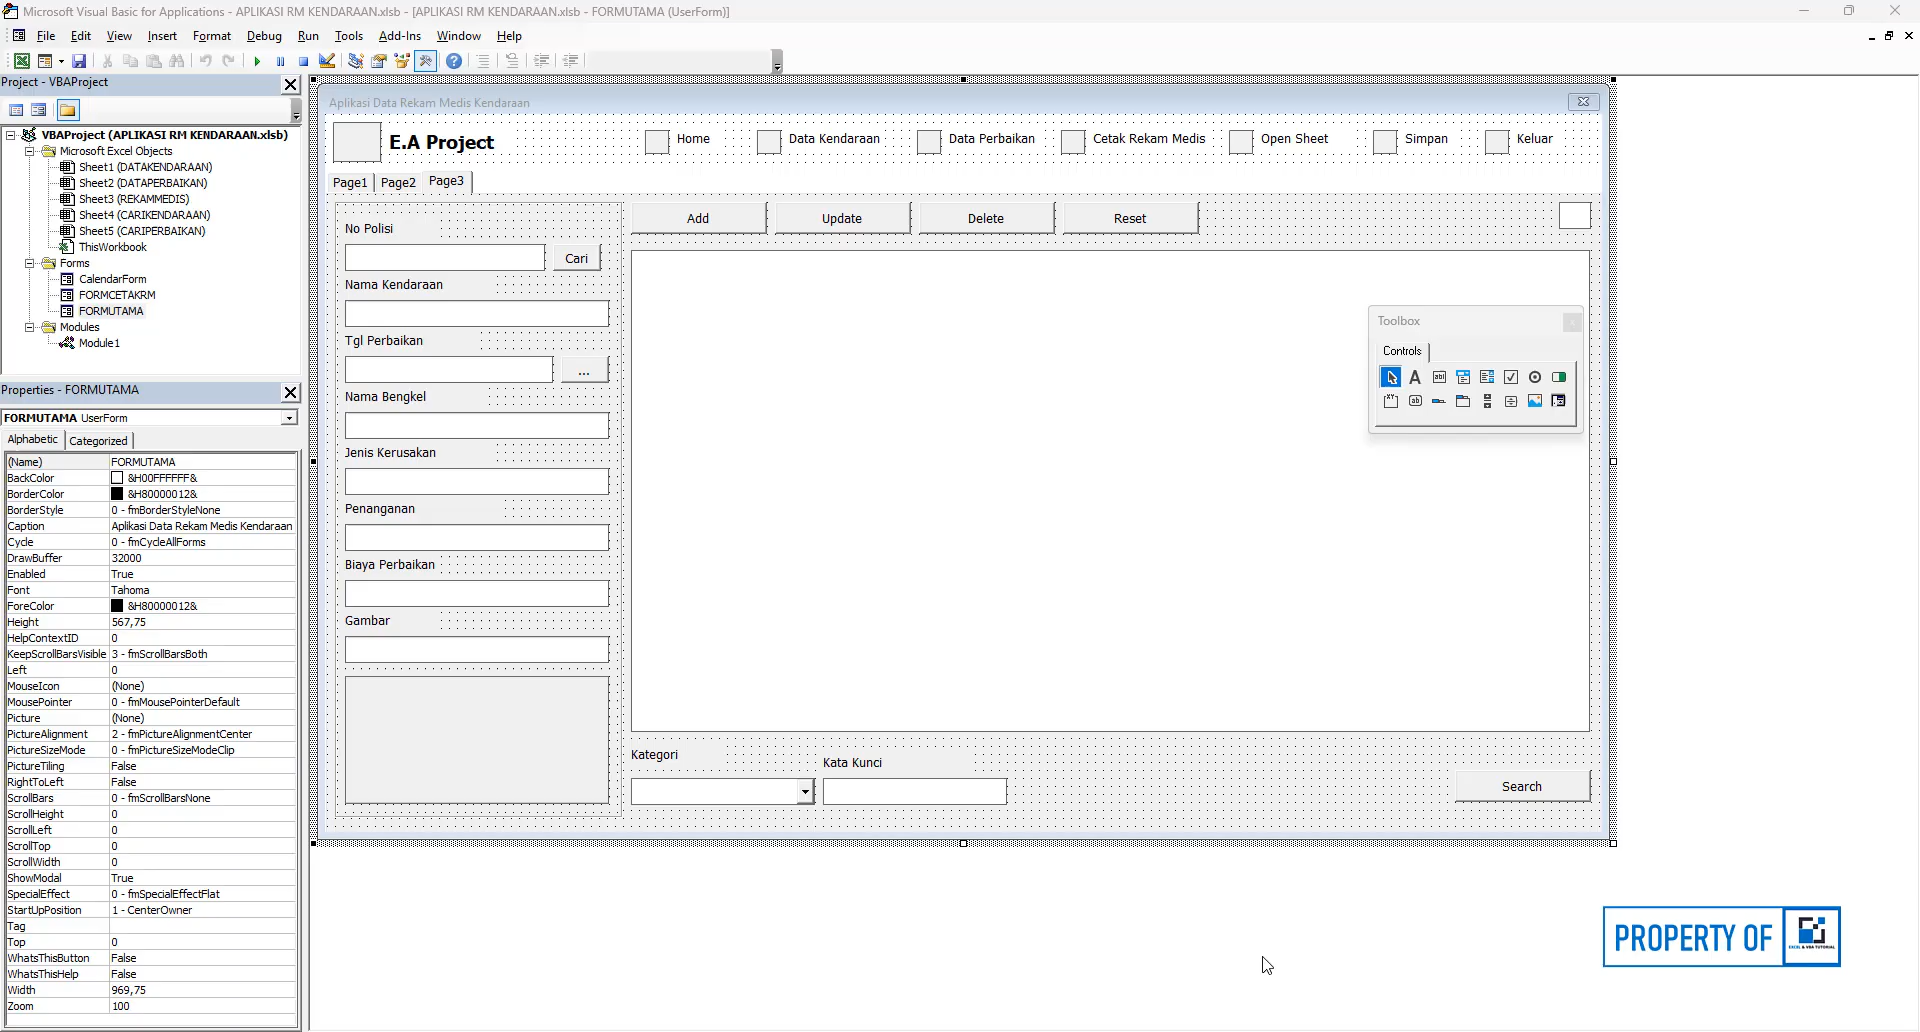 Microsoft Visual Basic for Applications - APLIKASI RM KENDARAAN.xlsb - [APLIKASI RM KENDARAAN.xlsb - FORMUTAMA (UserForm)]
File Edit View Insert Format Debug Run Tools Add-Ins Window Help
Project - VBAProject
VBAProject (APLIKASI RM KENDARAAN.xlsb)
Microsoft Excel Objects
Sheet1 (DATAKENDARAAN)
Sheet2 (DATAPERBAIKAN)
Sheet3 (REKAMMEDIS)
Sheet4 (CARIKENDARAAN)
Sheet5 (CARIPERBAIKAN)
ThisWorkbook
Forms
CalendarForm
FORMCETAKRM
FORMUTAMA
Modules
Module1
Properties - FORMUTAMA
FORMUTAMA UserForm
Alphabetic Categorized
(Name) FORMUTAMA
BackColor &H00FFFFFF&
BorderColor &H80000012&
BorderStyle 0 - fmBorderStyleNone
Caption Aplikasi Data Rekam Medis Kendaraan
Cycle 0 - fmCycleAllForms
DrawBuffer 32000
Enabled True
Font Tahoma
ForeColor &H80000012&
Height 567,75
HelpContextID 0
KeepScrollBarsVisible 3 - fmScrollBarsBoth
Left 0
MouseIcon (None)
MousePointer 0 - fmMousePointerDefault
Picture (None)
PictureAlignment 2 - fmPictureAlignmentCenter
PictureSizeMode 0 - fmPictureSizeModeClip
PictureTiling False
RightToLeft False
ScrollBars 0 - fmScrollBarsNone
ScrollHeight 0
ScrollLeft 0
ScrollTop 0
ScrollWidth 0
ShowModal True
SpecialEffect 0 - fmSpecialEffectFlat
StartUpPosition 1 - CenterOwner
Tag
Top 0
WhatsThisButton False
WhatsThisHelp False
Width 969,75
Zoom 100
Aplikasi Data Rekam Medis Kendaraan
E.A Project Home Data Kendaraan Data Perbaikan Cetak Rekam Medis Open Sheet Simpan Keluar
Page1 Page2 Page3
No Polisi
Cari
Nama Kendaraan
Tgl Perbaikan
...
Nama Bengkel
Jenis Kerusakan
Penanganan
Biaya Perbaikan
Gambar
Add Update Delete Reset
Toolbox
Controls
Kategori
Kata Kunci
Search
PROPERTY OF
EXCEL & VBA TUTORIAL